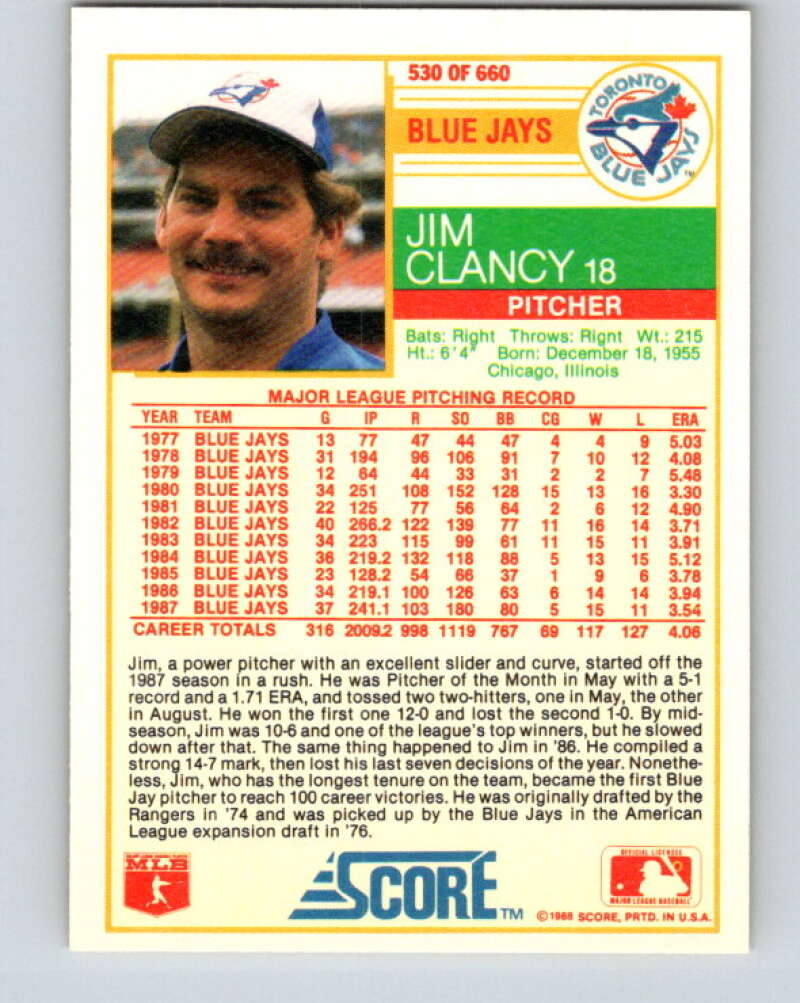 530 OF 660
BLUE JAYS
TORONTO
BLUE JAYS
TM
JIM
CLANCY 18
PITCHER
Bats: Right Throws: Rignt Wt.: 215
Ht.: 6'4" Born: December 18, 1955
Chicago, Illinois
MAJOR LEAGUE PITCHING RECORD
YEAR TEAM G IP R SO BB CG W L ERA
1977 BLUE JAYS 13 77 47 44 47 4 4 9 5.03
1978 BLUE JAYS 31 194 96 106 91 7 10 12 4.08
1979 BLUE JAYS 12 64 44 33 31 2 2 7 5.48
1980 BLUE JAYS 34 251 108 152 128 15 13 16 3.30
1981 BLUE JAYS 22 125 77 56 64 2 6 12 4.90
1982 BLUE JAYS 40 266.2 122 139 77 11 16 14 3.71
1983 BLUE JAYS 34 223 115 99 61 11 15 11 3.91
1984 BLUE JAYS 36 219.2 132 118 88 5 13 15 5.12
1985 BLUE JAYS 23 128.2 54 66 37 1 9 6 3.78
1986 BLUE JAYS 34 219.1 100 126 63 6 14 14 3.94
1987 BLUE JAYS 37 241.1 103 180 80 5 15 11 3.54
CAREER TOTALS 316 2009.2 998 1119 767 69 117 127 4.06
Jim, a power pitcher with an excellent slider and curve, started off the
1987 season in a rush. He was Pitcher of the Month in May with a 5-1
record and a 1.71 ERA, and tossed two two-hitters, one in May, the other
in August. He won the first one 12-0 and lost the second 1-0. By mid-
season, Jim was 10-6 and one of the league's top winners, but he slowed
down after that. The same thing happened to Jim in '86. He compiled a
strong 14-7 mark, then lost his last seven decisions of the year. Nonethe-
less, Jim, who has the longest tenure on the team, became the first Blue
Jay pitcher to reach 100 career victories. He was originally drafted by the
Rangers in '74 and was picked up by the Blue Jays in the American
League expansion draft in '76.
MLB
SCORE TM
OFFICIAL LICENSEE
MAJOR LEAGUE BASEBALL
©1988 SCORE, PRTD. IN U.S.A.